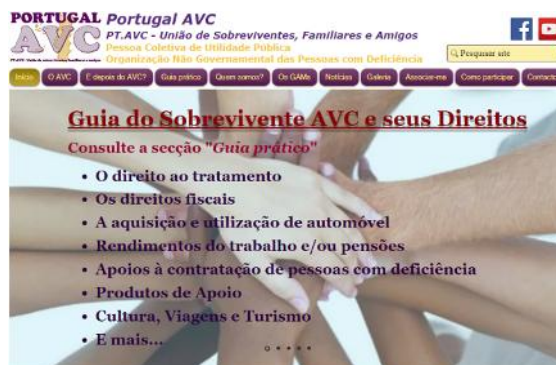 PORTUGAL
AVC
Portugal AVC
PT.AVC - União de Sobreviventes, Familiares e Amigos
Pessoa Coletiva de Utilidade Pública
Organização Não Governamental das Pessoas com Deficiência
Pesquisar site
Início O AVC E depois do AVC? Guia prático Quem somos? Os GAMs Notícias Galeria Associar-me Como participar Contacto
Guia do Sobrevivente AVC e seus Direitos
Consulte a secção "Guia prático"
• O direito ao tratamento
• Os direitos fiscais
• A aquisição e utilização de automóvel
• Rendimentos do trabalho e/ou pensões
• Apoios à contratação de pessoas com deficiência
• Produtos de Apoio
• Cultura, Viagens e Turismo
• E mais...